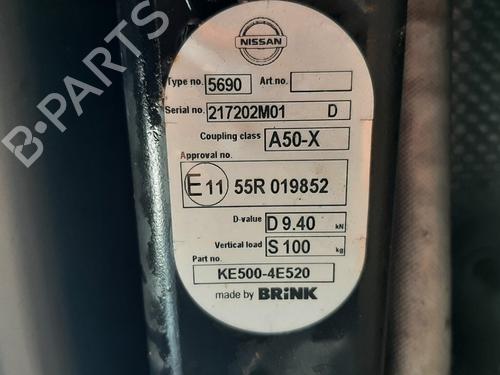 B-PARTS
NISSAN
Type no. 5690 Art.no.
Serial no. 217202M01 D
Coupling class A50-X
Approval no.
E11 55R 019852
D-value D 9.40 kN
Vertical load S 100 kg
Part no.
KE500-4E520
made by BRiNK